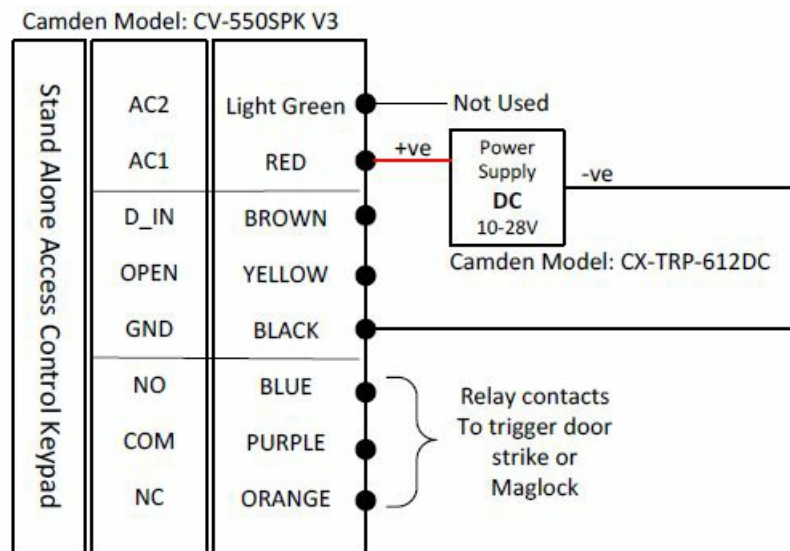 Camden Model: CV-550SPK V3
Stand Alone Access Control Keypad
AC2 Light Green Not Used
AC1 RED +ve
D_IN BROWN
OPEN YELLOW
GND BLACK
NO BLUE
COM PURPLE
NC ORANGE
Power
Supply
DC
10-28V
-ve
Camden Model: CX-TRP-612DC
Relay contacts
To trigger door
strike or
Maglock